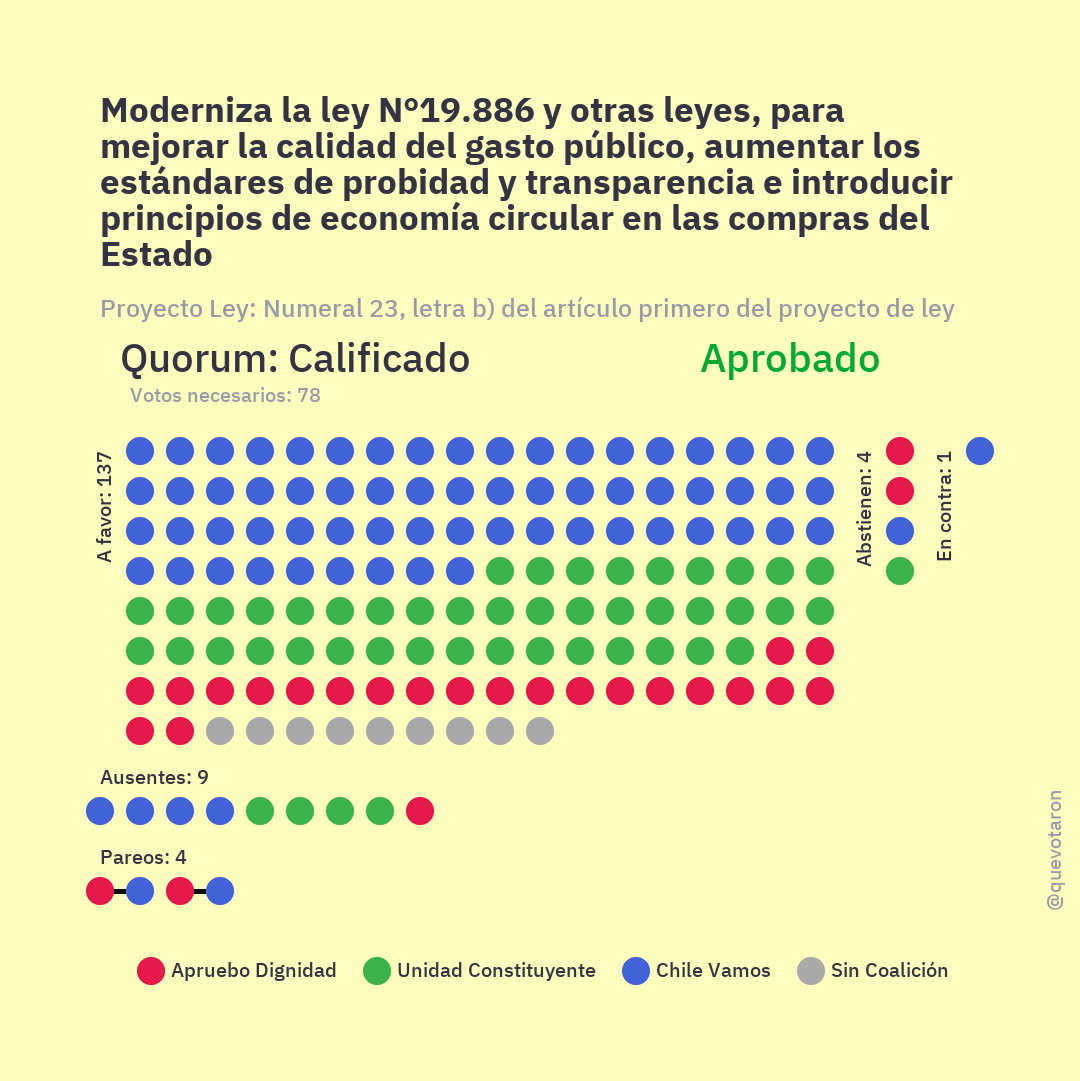 Moderniza la ley N°19.886 y otras leyes, para
mejorar la calidad del gasto público, aumentar los
estándares de probidad y transparencia e introducir
principios de economía circular en las compras del
Estado
Proyecto Ley: Numeral 23, letra b) del artículo primero del proyecto de ley
Quorum: Calificado
Aprobado
Votos necesarios: 78
A favor: 137
Abstienen: 4
En contra: 1
Ausentes: 9
Pareos: 4
@quevotaron
Apruebo Dignidad
Unidad Constituyente
Chile Vamos
Sin Coalición